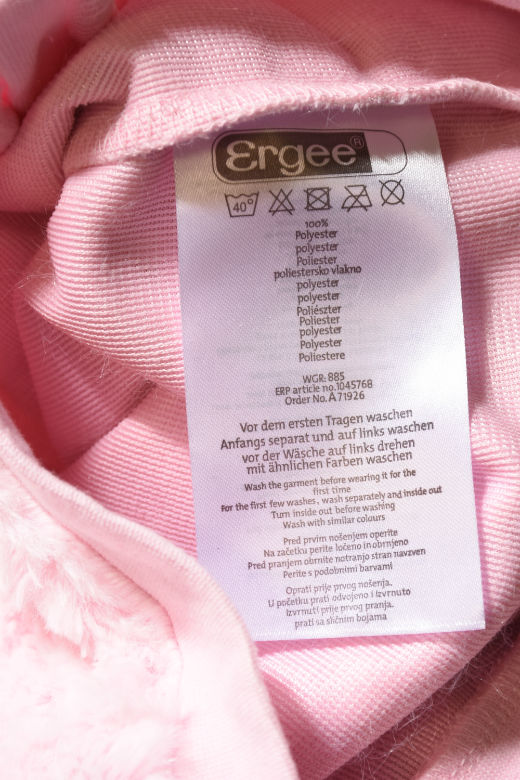 Ergee®
40°
100%
Polyester
polyester
Poliester
poliestersko vlakno
polyester
polyester
Poliészter
Poliester
polyester
Polyester
Poliestere
WGR: 885
ERP article no.1045768
Order No. A71926
Vor dem ersten Tragen waschen
Anfangs separat und auf links waschen
vor der Wäsche auf links drehen
mit ähnlichen Farben waschen
Wash the garment before wearing it for the
first time
For the first few washes, wash separately and inside out
Turn inside out before washing
Wash with similar colours
Pred prvim nošenjem operite
Na začetku perite ločeno in obrnjeno
Pred pranjem obrnite notranjo stran navzven
Perite s podobnimi barvami
Oprati prije prvog nošenja.
U početku prati odvojeno i izvrnuto
Izvrnuti prije prvog pranja.
prati sa sličnim bojama